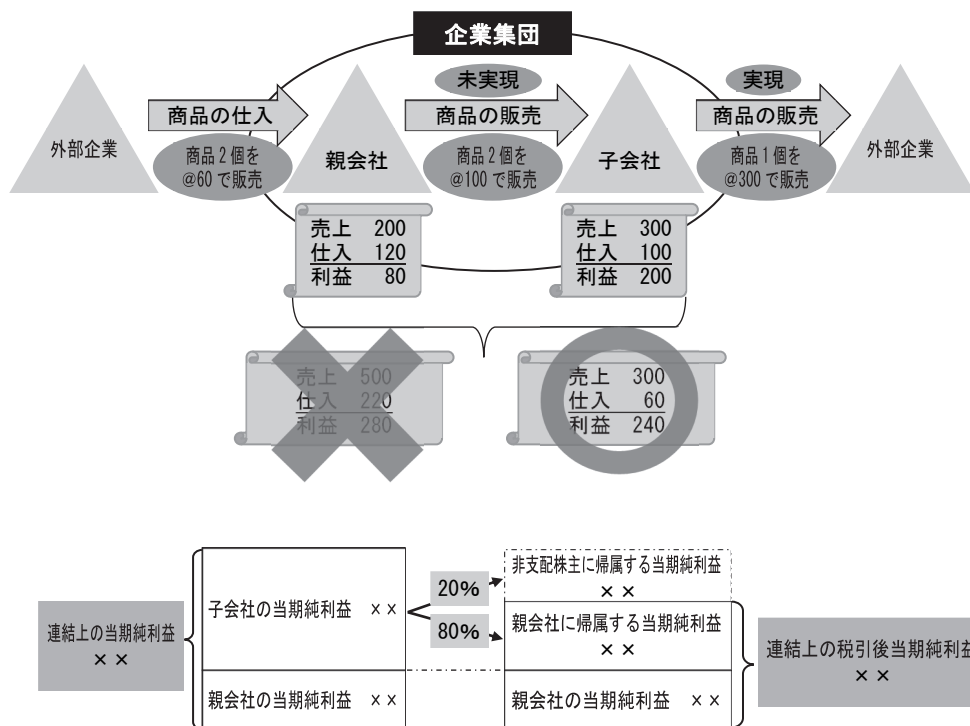 企業集団
未実現
実現
商品の仕入
商品の販売
商品の販売
外部企業
商品2個を
@60で販売
親会社
商品2個を
@100で販売
子会社
商品1個を
@300で販売
外部企業
売上 200
仕入 120
利益 80
売上 300
仕入 100
利益 200
売上 500
仕入 220
利益 280
売上 300
仕入 60
利益 240
連結上の当期純利益
××
子会社の当期純利益 ××
親会社の当期純利益 ××
20%
80%
非支配株主に帰属する当期純利益
××
親会社に帰属する当期純利益
××
親会社の当期純利益 ××
連結上の税引後当期純利益
××